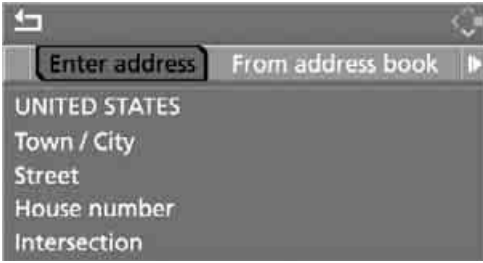 Enter address From address book
UNITED STATES
Town / City
Street
House number
Intersection